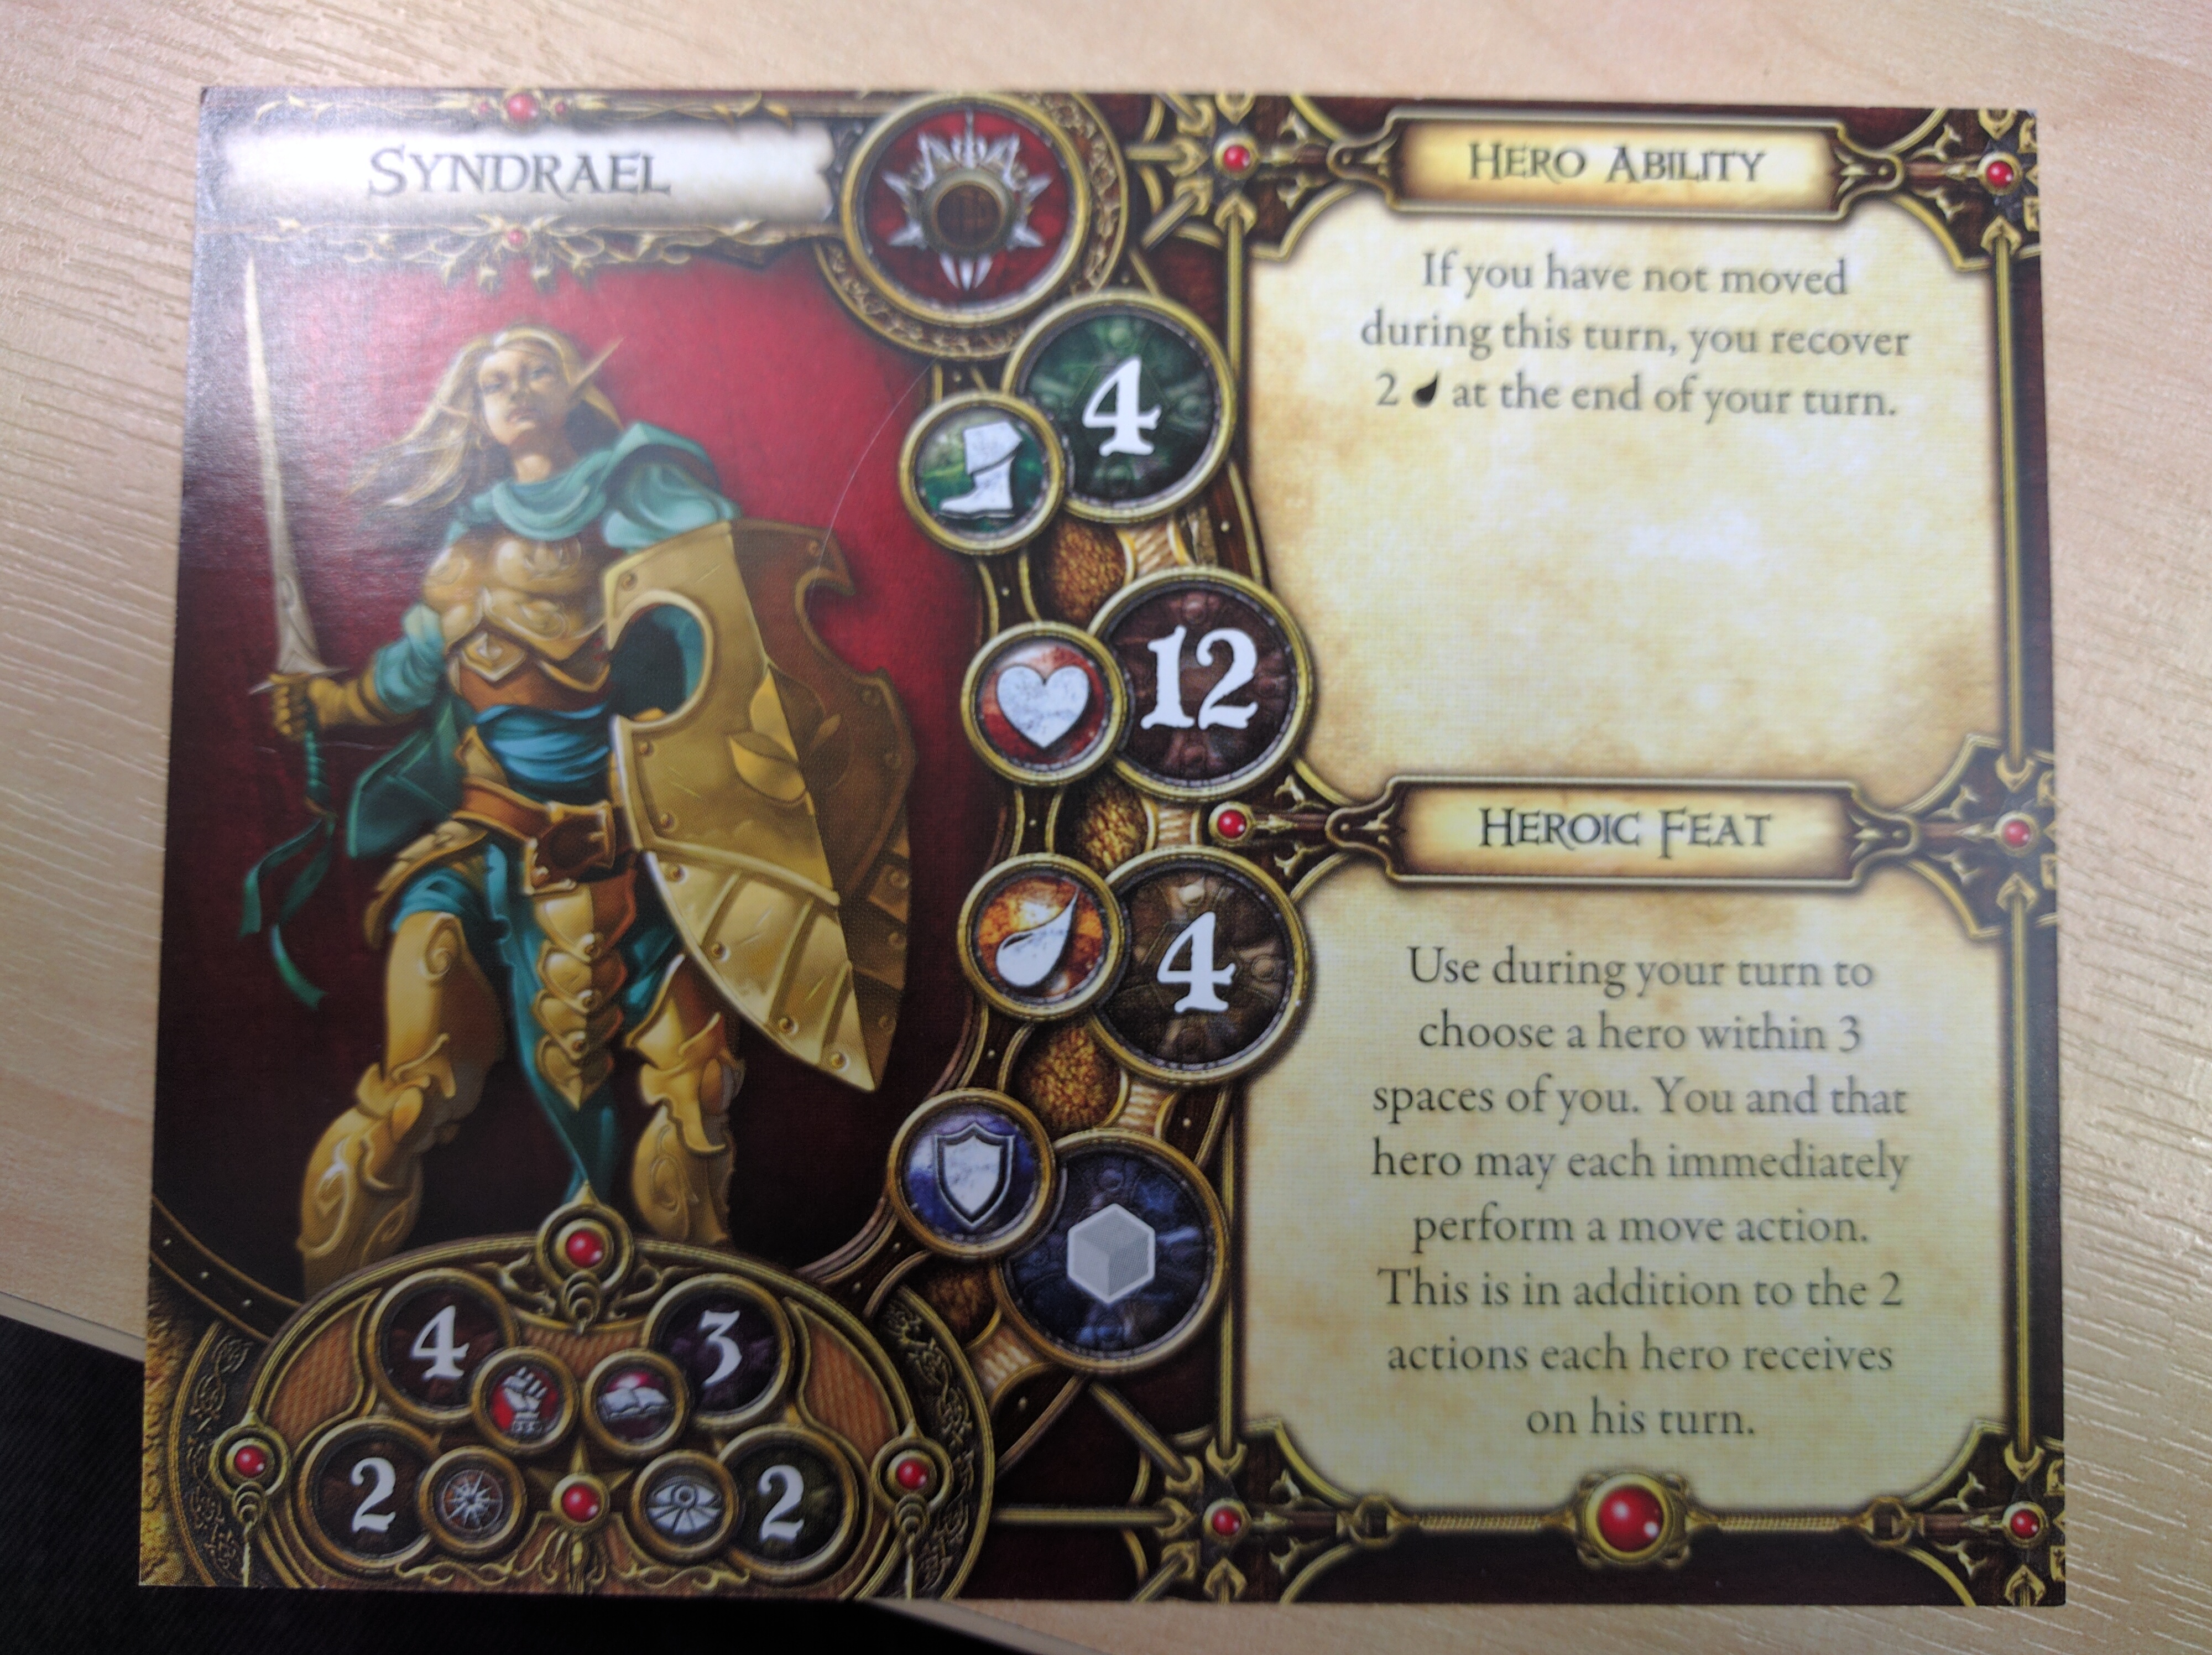 SYNDRAEL
4
12
4
4
3
2
2
HERO ABILITY
If you have not moved
during this turn, you recover
2 at the end of your turn.
HEROIC FEAT
Use during your turn to
choose a hero within 3
spaces of you. You and that
hero may each immediately
perform a move action.
This is in addition to the 2
actions each hero receives
on his turn.